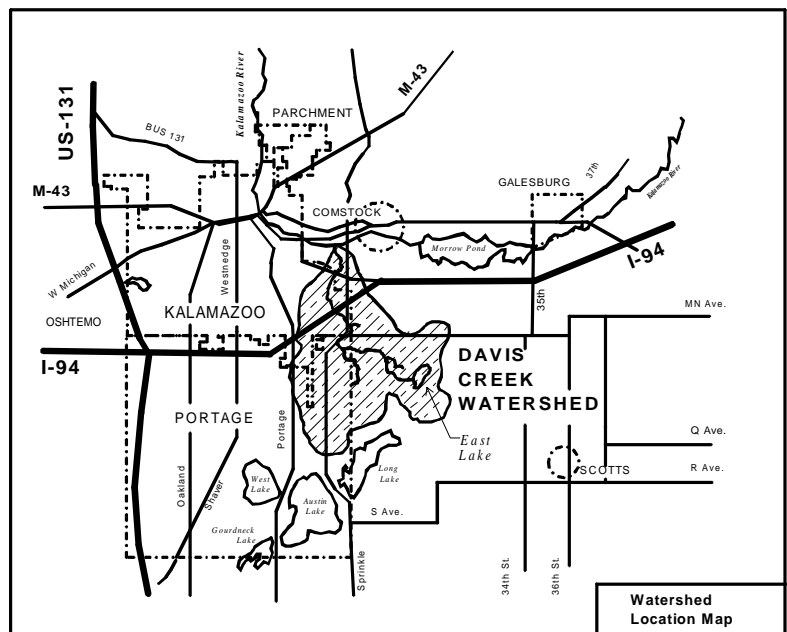 US-131
Kalamazoo River
M-43
BUS 131
PARCHMENT
37th
GALESBURG
Kalamazoo River
M-43
COMSTOCK
Morrow Pond
I-94
W Michigan
Westnedge
35th
KALAMAZOO
OSHTEMO
MN Ave.
I-94
DAVIS
CREEK
WATERSHED
PORTAGE
Portage
East
Lake
Q Ave.
SCOTTS
R Ave.
Oakland
Shaver
West
Lake
Long
Lake
Austin
Lake
S Ave.
Gourdneck
Lake
Sprinkle
34th St.
36th St.
Watershed
Location Map